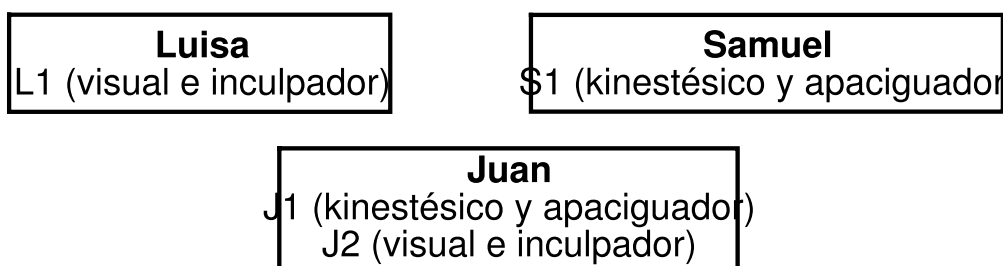 Luisa
L1 (visual e inculpador)
Samuel
S1 (kinestésico y apaciguador
Juan
J1 (kinestésico y apaciguador)
J2 (visual e inculpador)